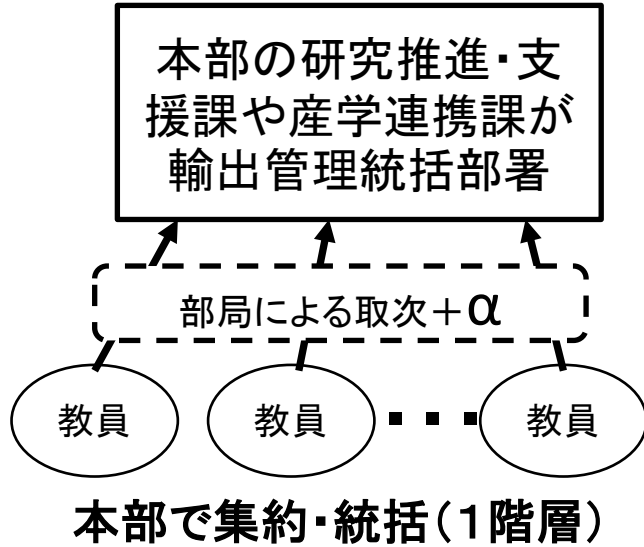 本部の研究推進・支
援課や産学連携課が
輸出管理統括部署
部局による取次＋α
教員 教員 ･･･ 教員
本部で集約・統括（１階層）